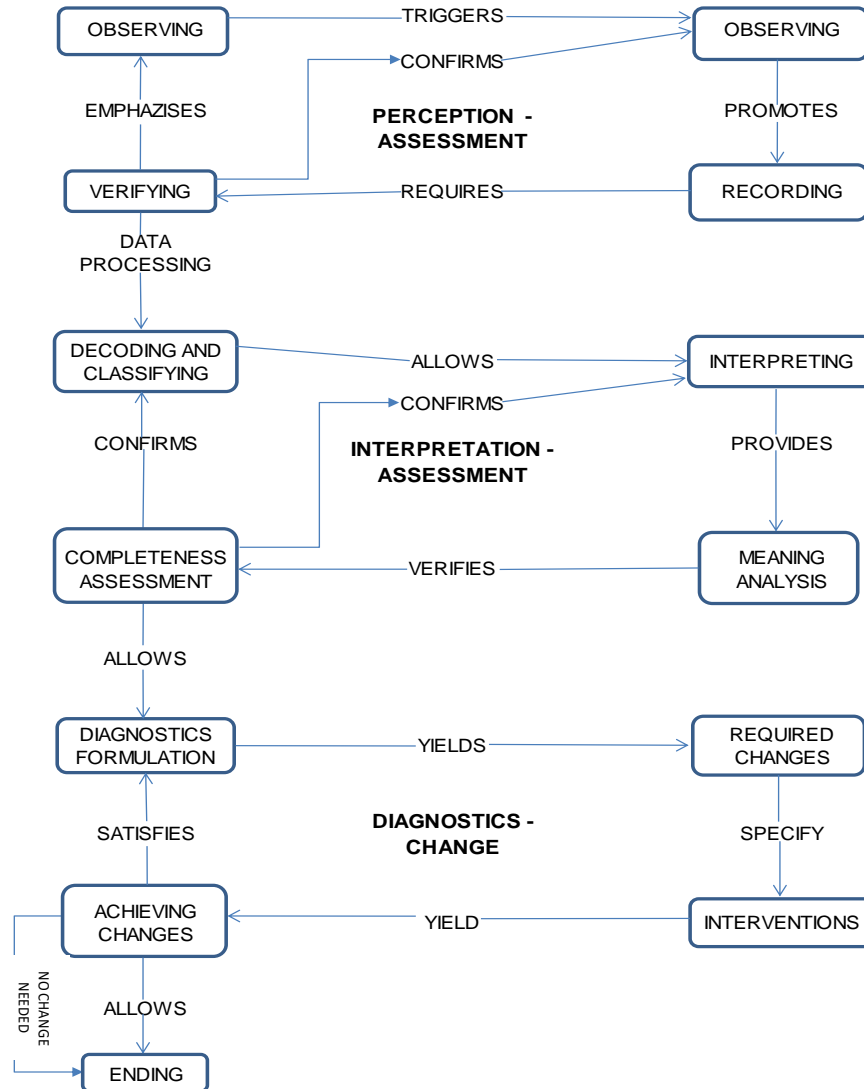 OBSERVING
TRIGGERS
OBSERVING
CONFIRMS
EMPHAZISES
PERCEPTION -
ASSESSMENT
PROMOTES
VERIFYING
REQUIRES
RECORDING
DATA
PROCESSING
DECODING AND
CLASSIFYING
ALLOWS
INTERPRETING
CONFIRMS
CONFIRMS
INTERPRETATION -
ASSESSMENT
PROVIDES
COMPLETENESS
ASSESSMENT
VERIFIES
MEANING
ANALYSIS
ALLOWS
DIAGNOSTICS
FORMULATION
YIELDS
REQUIRED
CHANGES
SATISFIES
DIAGNOSTICS -
CHANGE
SPECIFY
ACHIEVING
CHANGES
YIELD
INTERVENTIONS
NO CHANGE
NEEDED
ALLOWS
ENDING